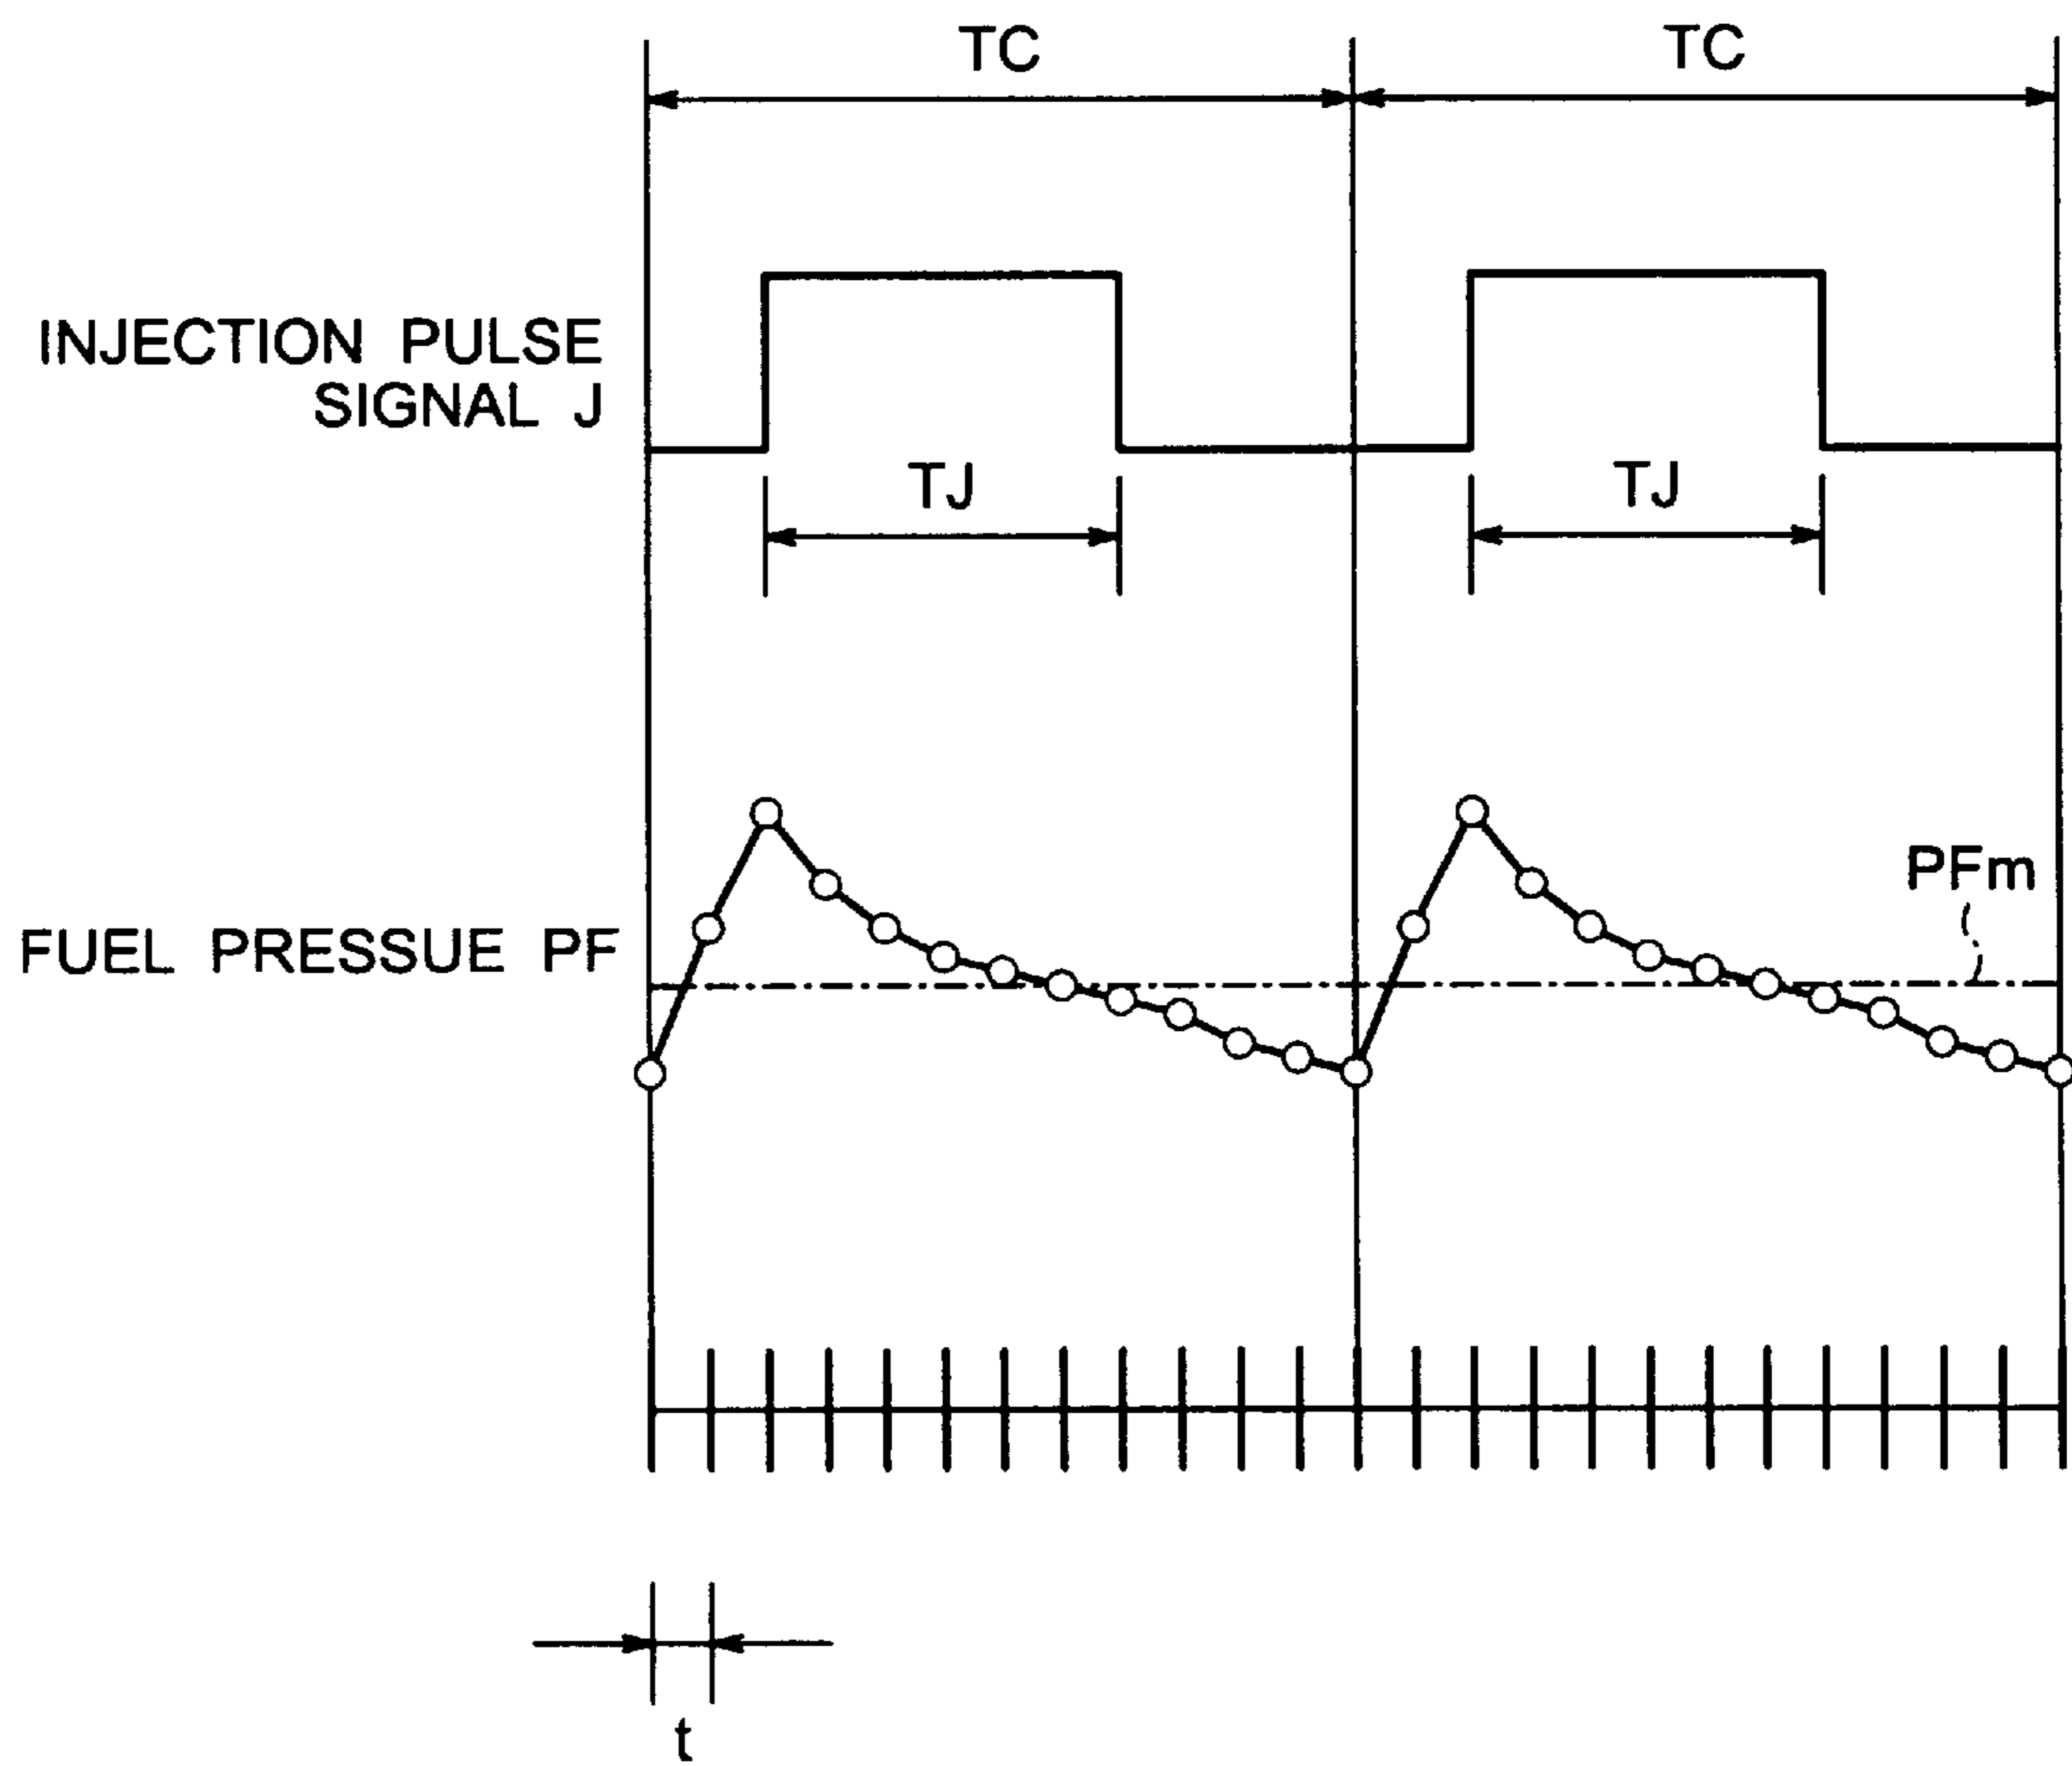 TC
TC
INJECTION PULSE
SIGNAL J
TJ
TJ
PFm
FUEL PRESSUE PF
t